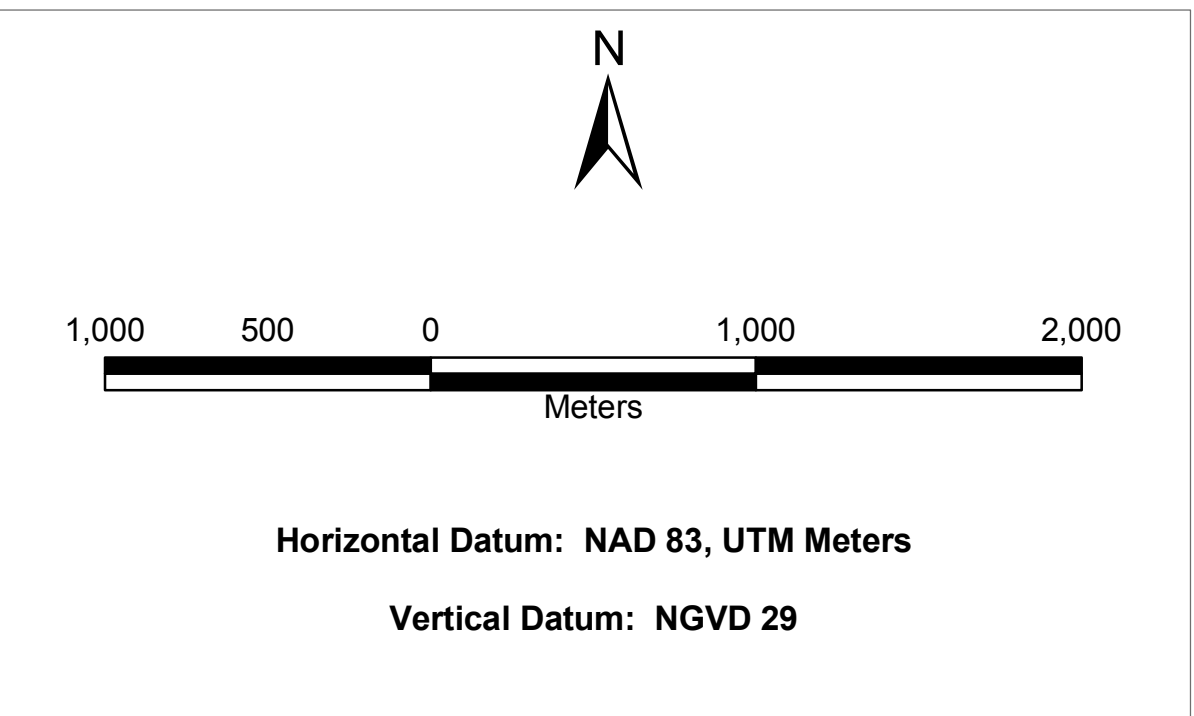 N
1,000 500 0 1,000 2,000
Meters
Horizontal Datum: NAD 83, UTM Meters
Vertical Datum: NGVD 29